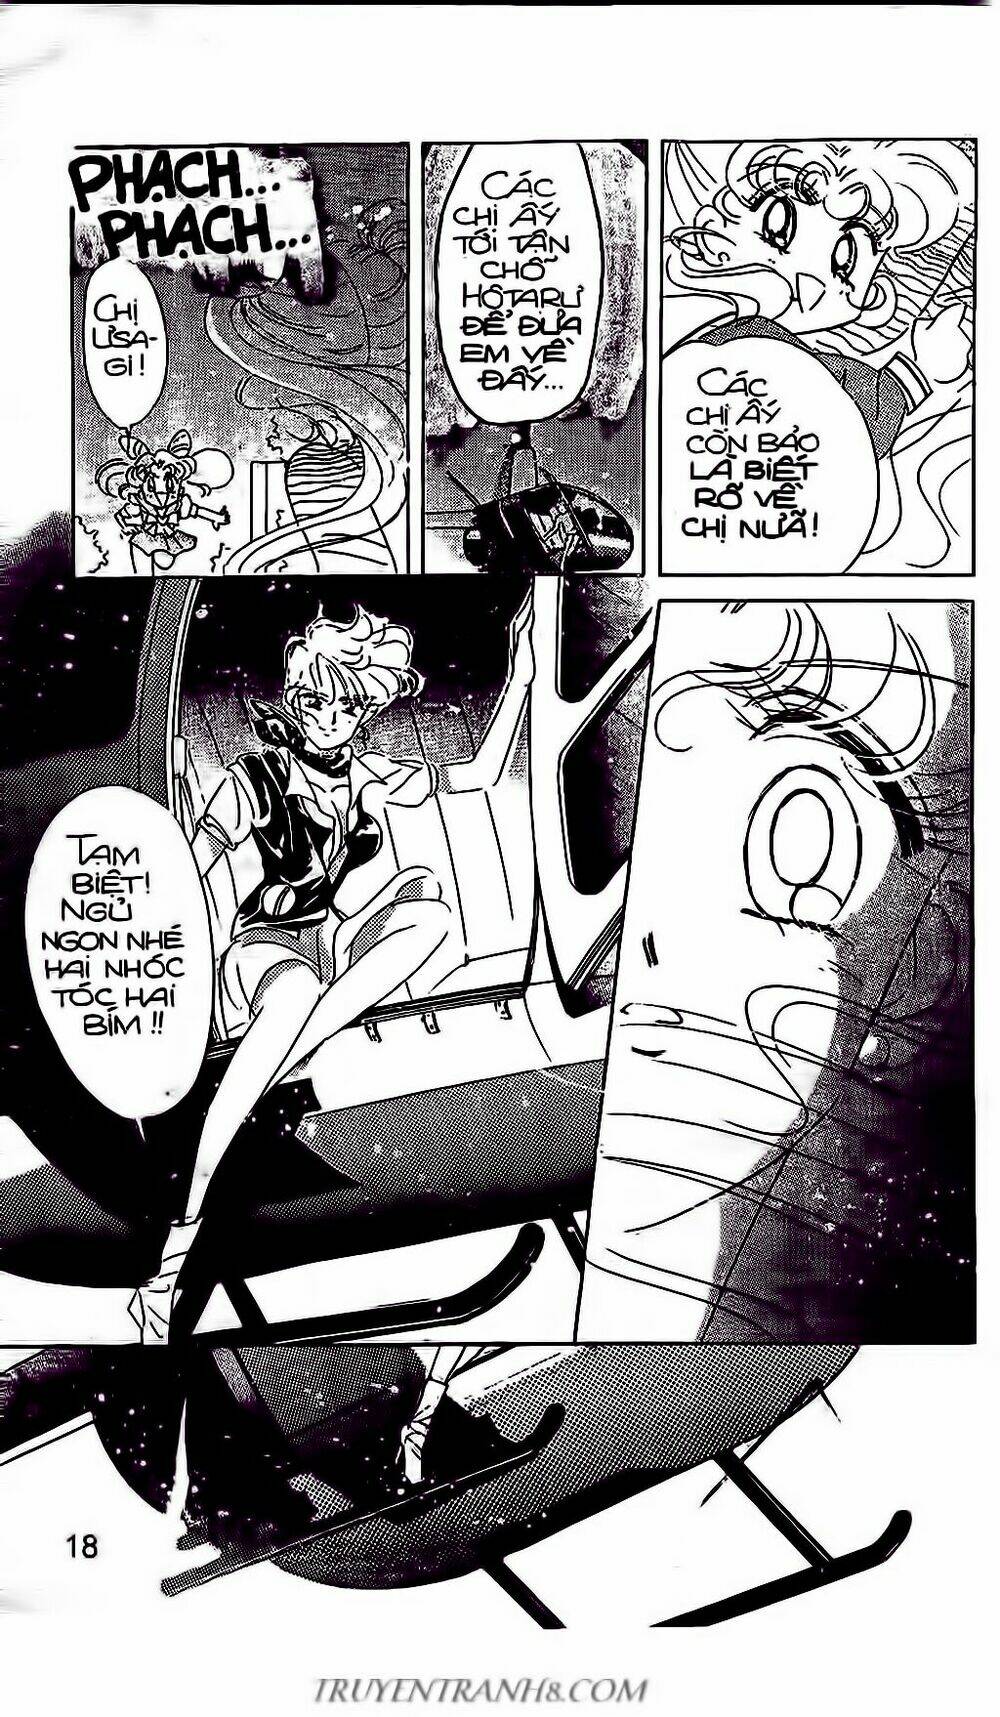 PHẠCH...
PHẠCH...
CHỊ
ƯSA-
GI!
CÁC
CHỊ ẤY
TỚI TẬN
CHỖ
HÔTARƯ
ĐỂ ĐƯA
EM VỀ
ĐẤY...
CÁC
CHỊ ẤY
CÒN BẢO
LÀ BIẾT
RÕ VỀ
CHỊ NỮA!
TẠM
BIỆT!
NGỦ
NGON NHÉ
HAI NHÓC
TÓC HAI
BÍM!!
18
TRUYENTRANH8.COM